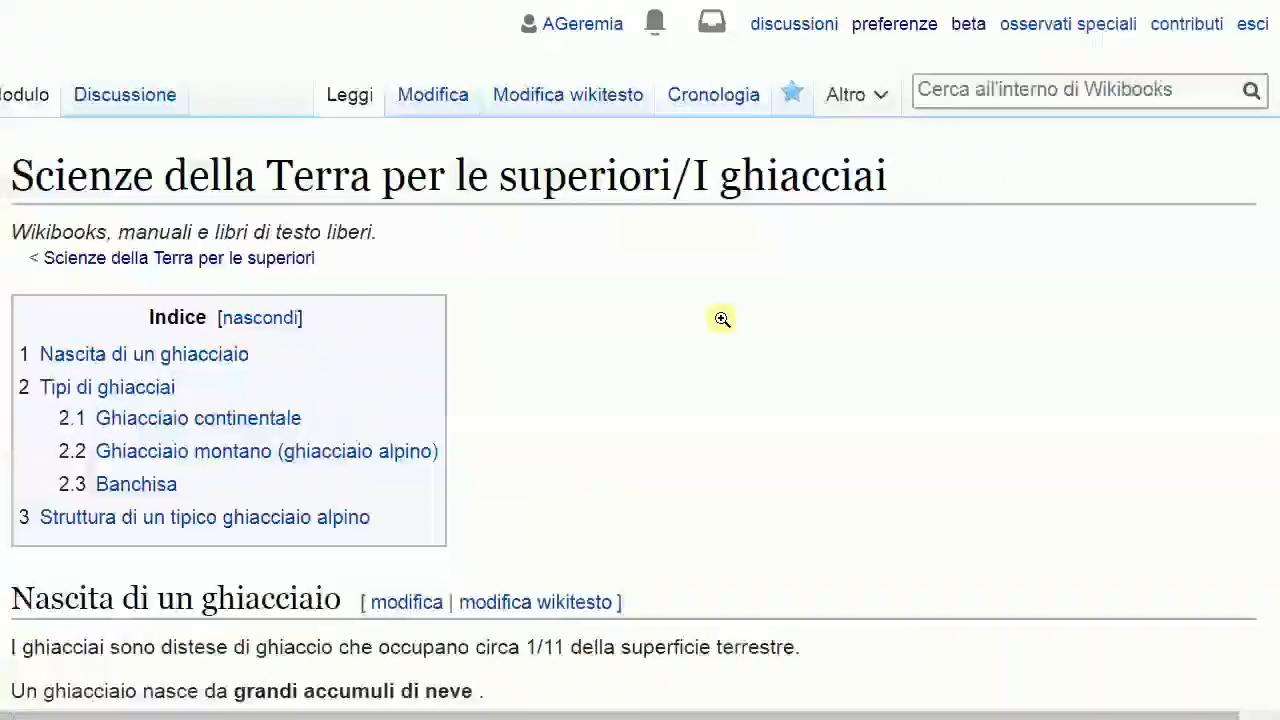 AGeremia discussioni preferenze beta osservati speciali contributi esci
odulo Discussione Leggi Modifica Modifica wikitesto Cronologia Altro Cerca all'interno di Wikibooks
Scienze della Terra per le superiori/I ghiacciai
Wikibooks, manuali e libri di testo liberi.
< Scienze della Terra per le superiori
Indice [nascondi]
1 Nascita di un ghiacciaio
2 Tipi di ghiacciai
2.1 Ghiacciaio continentale
2.2 Ghiacciaio montano (ghiacciaio alpino)
2.3 Banchisa
3 Struttura di un tipico ghiacciaio alpino
Nascita di un ghiacciaio [ modifica | modifica wikitesto ]
I ghiacciai sono distese di ghiaccio che occupano circa 1/11 della superficie terrestre.
Un ghiacciaio nasce da grandi accumuli di neve .